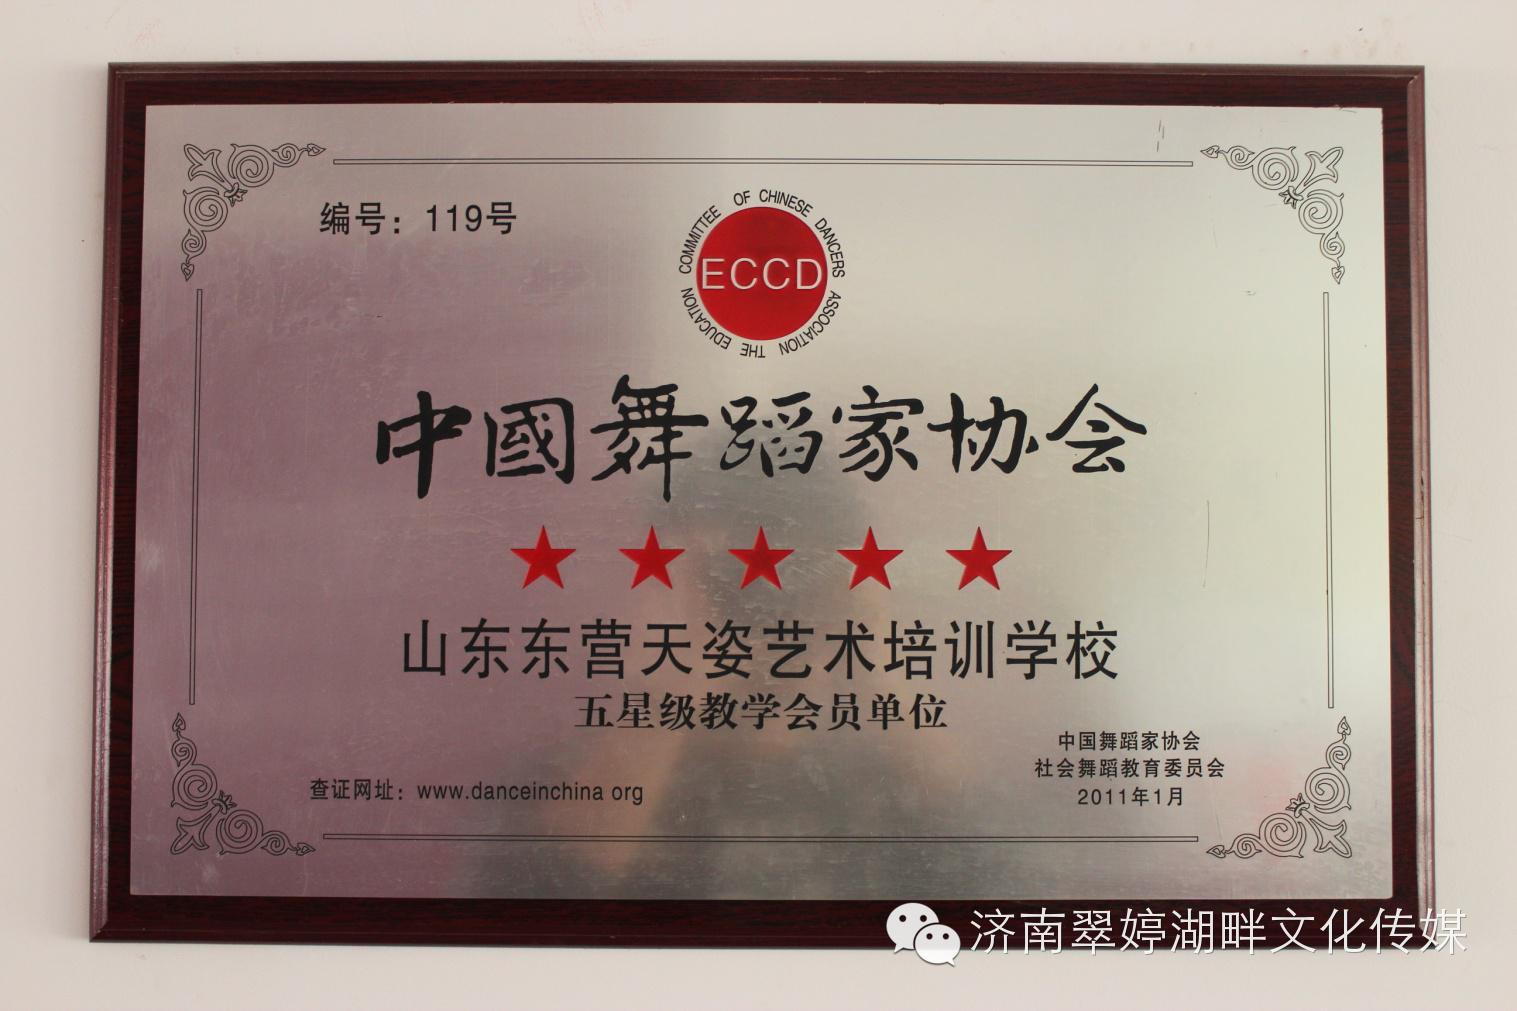 编号：119号
THE EDUCATION COMMITTEE OF CHINESE DANCERS ASSOCIATION
ECCD
中國舞蹈家协会
山东东营天姿艺术培训学校
五星级教学会员单位
中国舞蹈家协会
社会舞蹈教育委员会
2011年1月
查证网址：www.danceinchina org
济南翠婷湖畔文化传媒